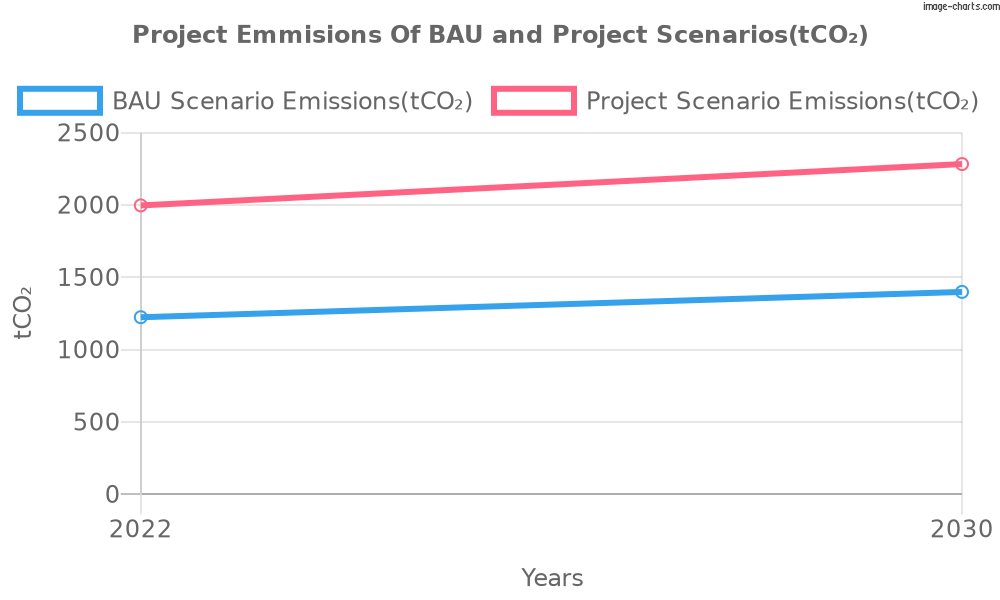 image-charts.com
Project Emmisions Of BAU and Project Scenarios(tCO₂)
BAU Scenario Emissions(tCO₂) Project Scenario Emissions(tCO₂)
2500
2000
1500
1000
500
0
tCO₂
2022 2030
Years